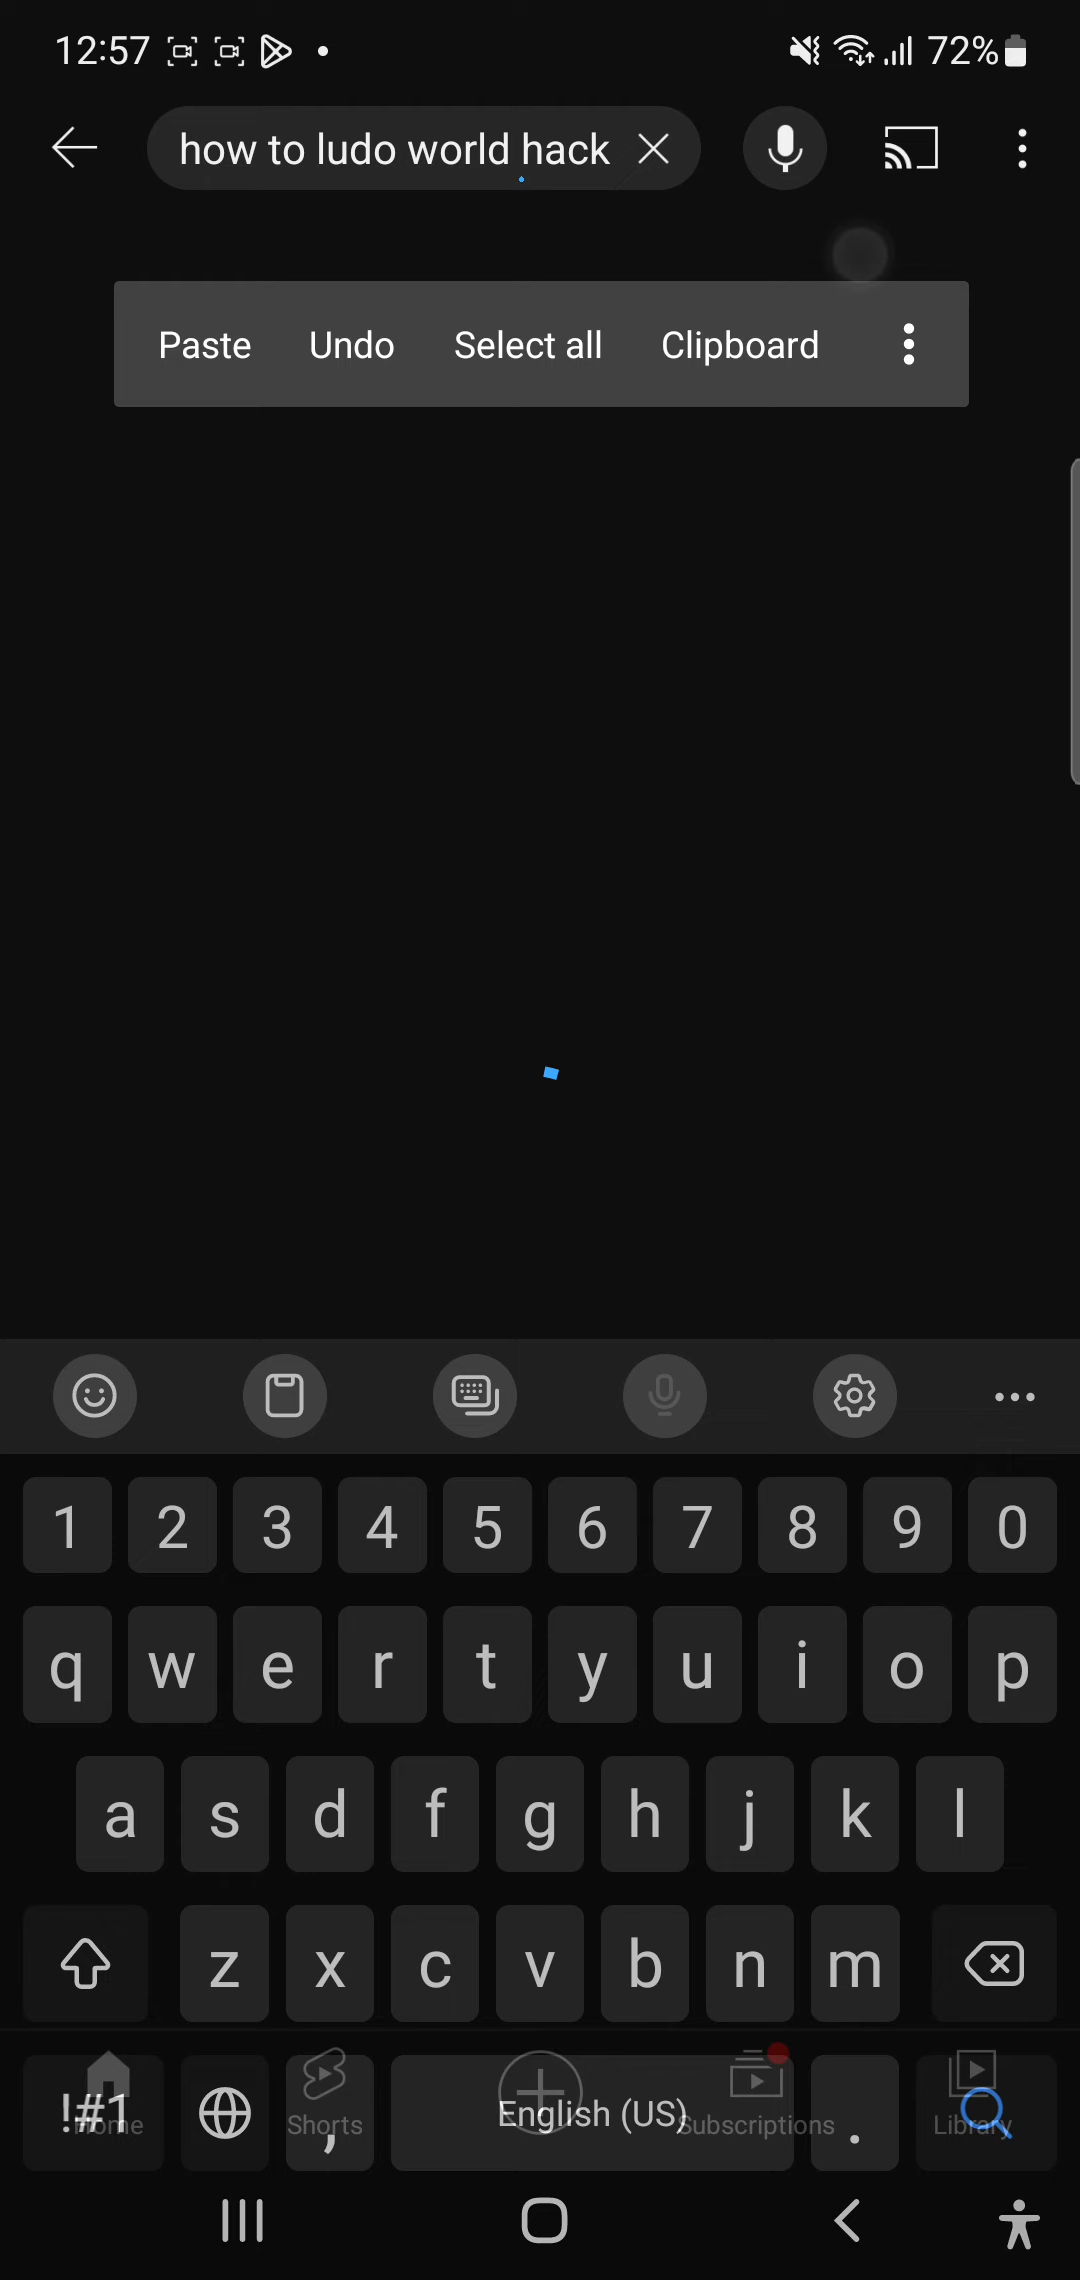 12:57 72%
how to ludo world hack
Paste Undo Select all Clipboard
1 2 3 4 5 6 7 8 9 0
q w e r t y u i o p
a s d f g h j k l
z x c v b n m
!#1 , English (US) .
Home Shorts Subscriptions Library